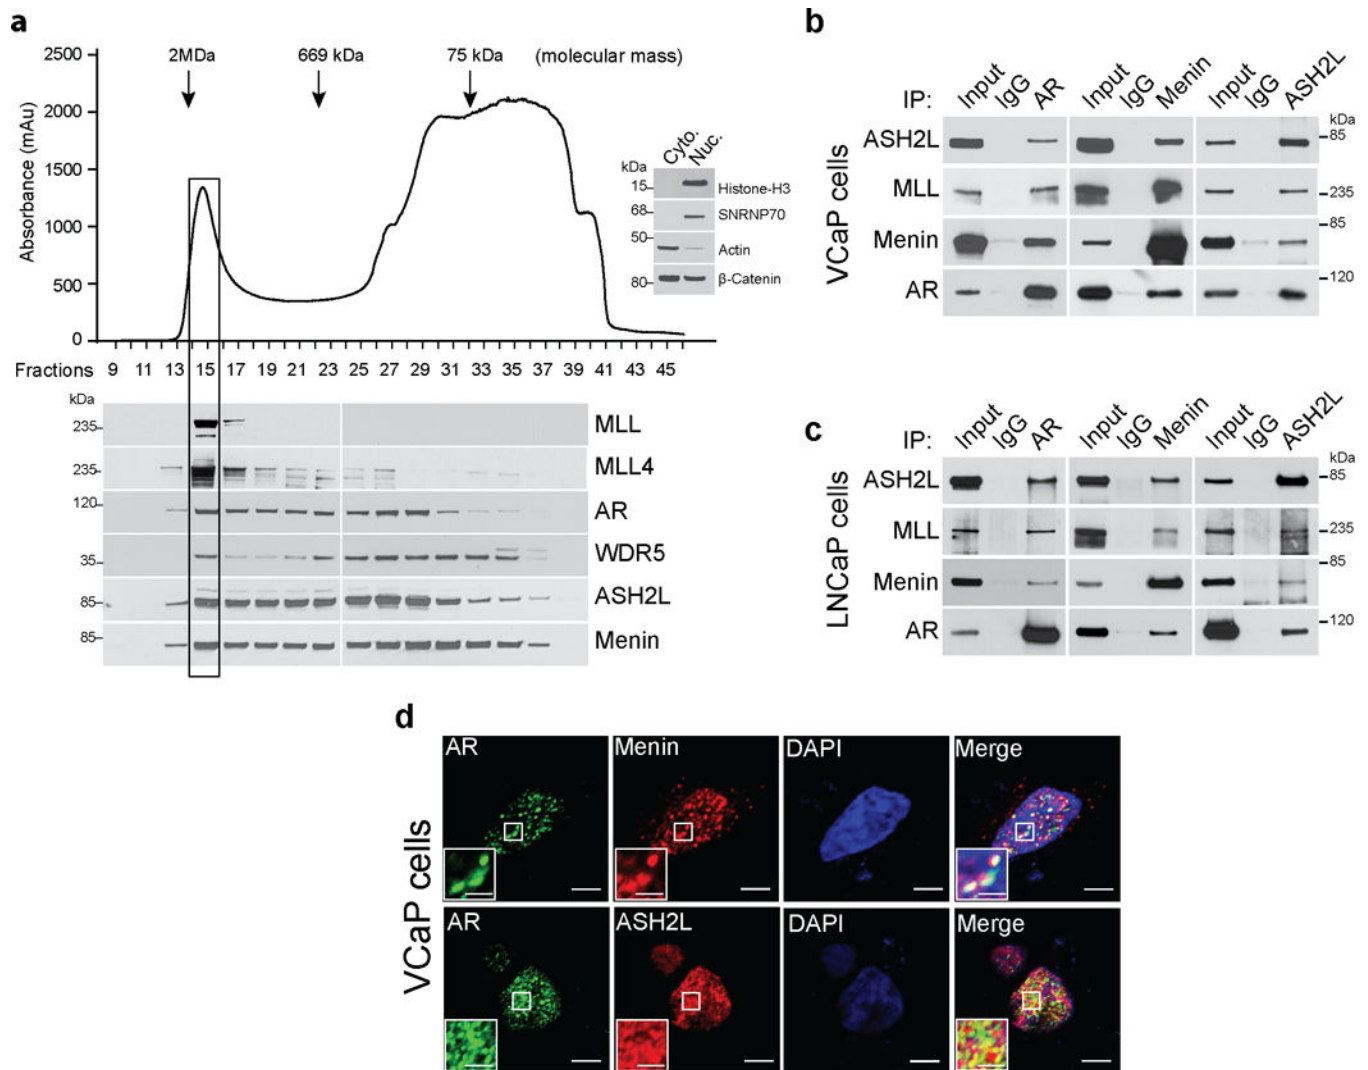 a
2500
2000
1500
1000
500
0
Absorbance (mAu)
2MDa
669 kDa
75 kDa
(molecular mass)
Cyto.
Nuc.
kDa
15
Histone-H3
68
SNRNP70
50
Actin
80
β-Catenin
Fractions 9 11 13 15 17 19 21 23 25 27 29 31 33 35 37 39 41 43 45
kDa
235
MLL
235
MLL4
120
AR
35
WDR5
85
ASH2L
85
Menin
b
VCaP cells
IP: Input IgG AR Input IgG Menin Input IgG ASH2L
kDa
ASH2L 85
MLL 235
Menin 85
AR 120
c
LNCaP cells
IP: Input IgG AR Input IgG Menin Input IgG ASH2L
kDa
ASH2L 85
MLL 235
Menin 85
AR 120
d
VCaP cells
AR Menin DAPI Merge
AR ASH2L DAPI Merge